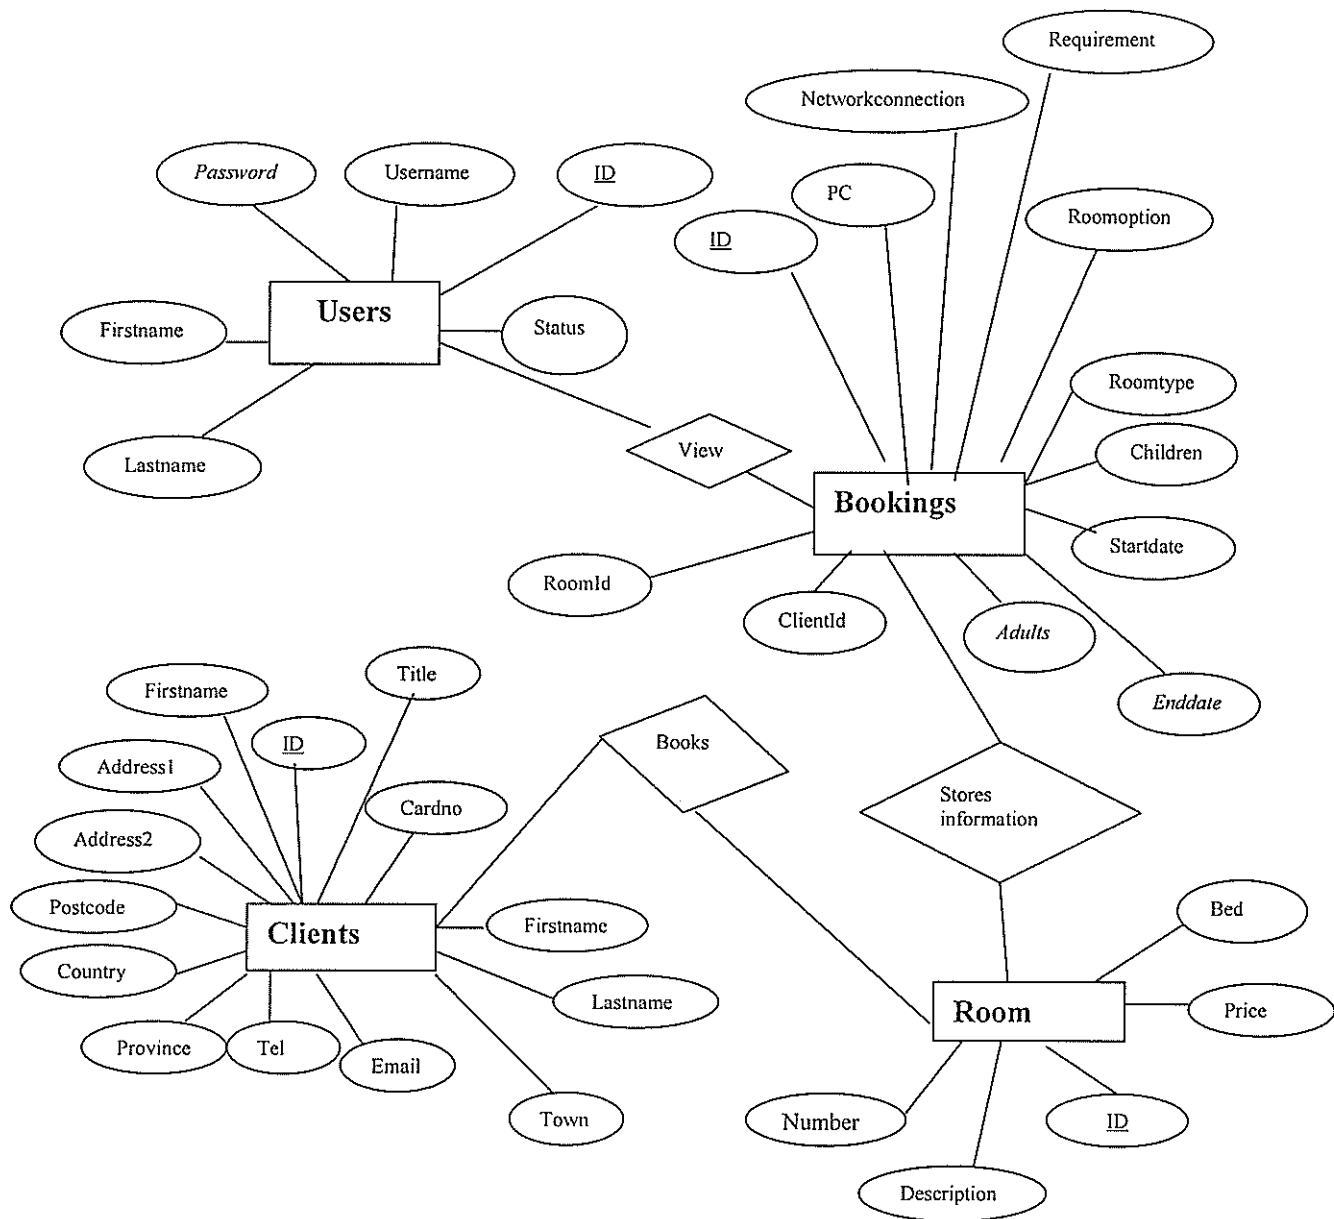 Requirement
Networkconnection
Password
Username
ID
PC
Roomoption
ID
Users
Firstname
Status
Roomtype
Lastname
View
Children
Bookings
Startdate
RoomId
ClientId
Adults
Enddate
Title
Firstname
ID
Books
Address1
Cardno
Stores
information
Address2
Postcode
Clients
Firstname
Bed
Country
Lastname
Room
Price
Province
Tel
Email
Town
Number
ID
Description